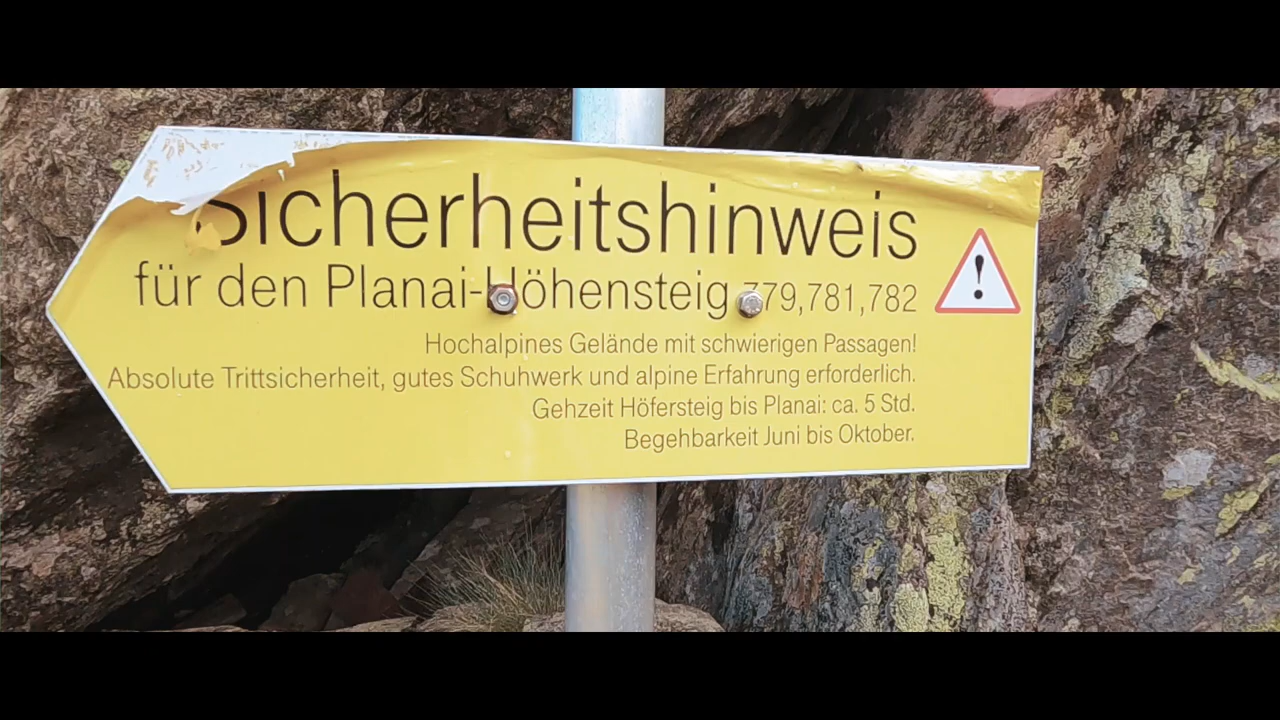 Sicherheitshinweis
für den Planai-Höhensteig 779,781,782
Hochalpines Gelände mit schwierigen Passagen!
Absolute Trittsicherheit, gutes Schuhwerk und alpine Erfahrung erforderlich.
Gehzeit Höfersteig bis Planai: ca. 5 Std.
Begehbarkeit Juni bis Oktober.